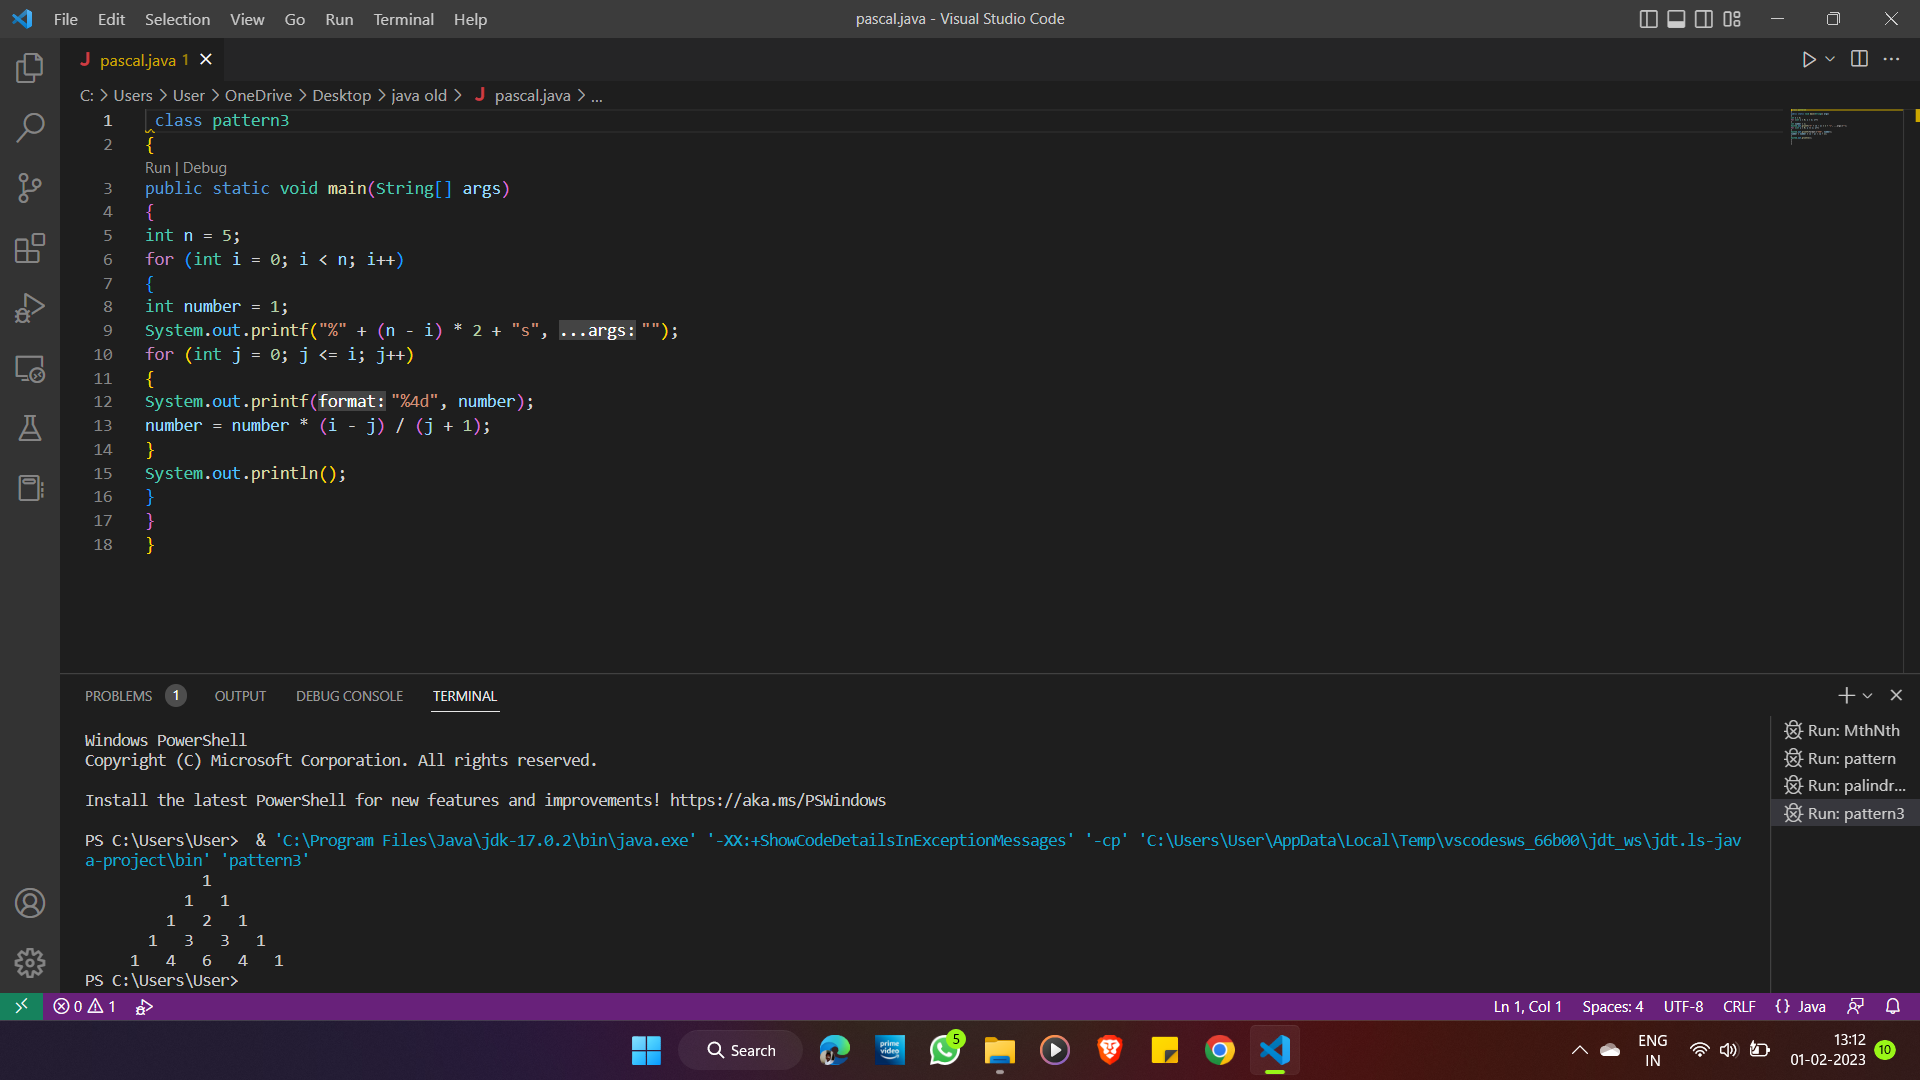 File Edit Selection View Go Run Terminal Help
pascal.java - Visual Studio Code
J pascal.java 1
C: > Users > User > OneDrive > Desktop > java old > J pascal.java > ...
1 class pattern3
2 {
Run | Debug
3 public static void main(String[] args)
4 {
5 int n = 5;
6 for (int i = 0; i < n; i++)
7 {
8 int number = 1;
9 System.out.printf("%" + (n - i) * 2 + "s", ...args: "");
10 for (int j = 0; j <= i; j++)
11 {
12 System.out.printf(format: "%4d", number);
13 number = number * (i - j) / (j + 1);
14 }
15 System.out.println();
16 }
17 }
18 }
PROBLEMS 1 OUTPUT DEBUG CONSOLE TERMINAL
Windows PowerShell
Copyright (C) Microsoft Corporation. All rights reserved.
Install the latest PowerShell for new features and improvements! https://aka.ms/PSWindows
PS C:\Users\User> & 'C:\Program Files\Java\jdk-17.0.2\bin\java.exe' '-XX:+ShowCodeDetailsInExceptionMessages' '-cp' 'C:\Users\User\AppData\Local\Temp\vscodesws_66b00\jdt_ws\jdt.ls-jav
a-project\bin' 'pattern3'
1
1 1
1 2 1
1 3 3 1
1 4 6 4 1
PS C:\Users\User>
Run: MthNth
Run: pattern
Run: palindr...
Run: pattern3
0 1
Ln 1, Col 1 Spaces: 4 UTF-8 CRLF {} Java
Search
prime video
5
ENG
IN
13:12
01-02-2023
10